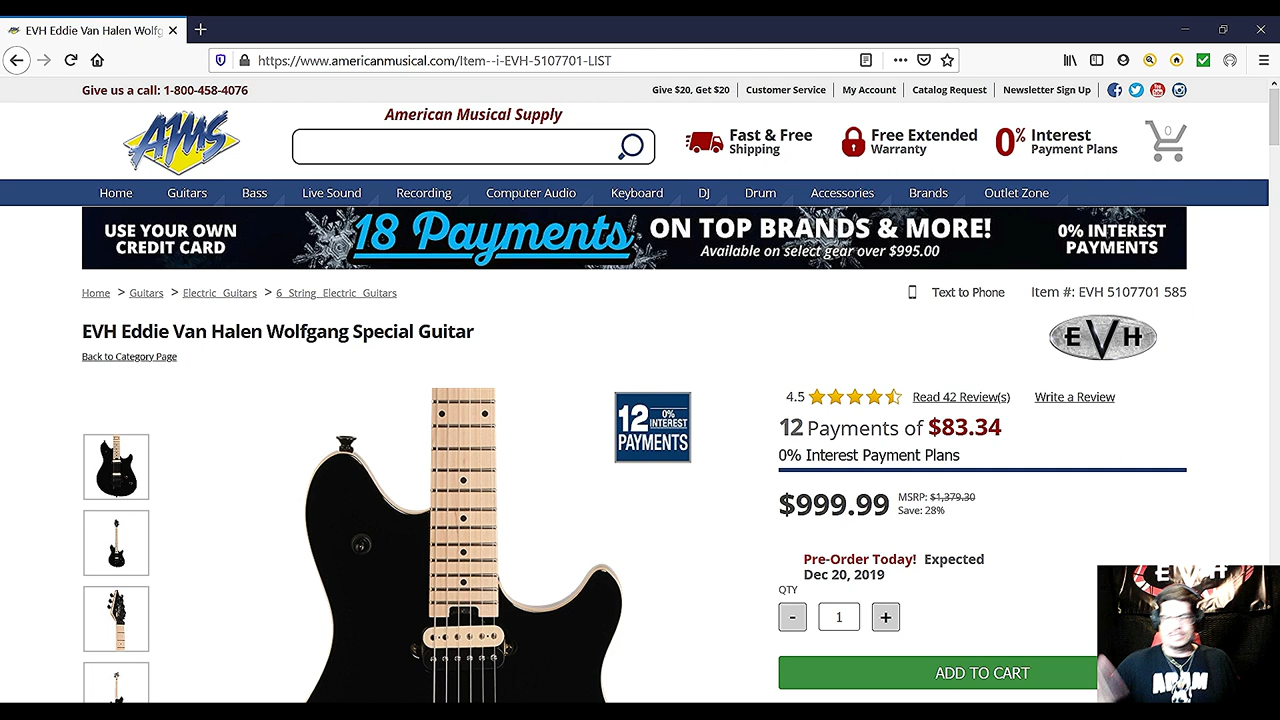 EVH Eddie Van Halen Wolfg
https://www.americanmusical.com/Item--i-EVH-5107701-LIST
Give us a call: 1-800-458-4076
Give $20, Get $20
Customer Service
My Account
Catalog Request
Newsletter Sign Up
AMS
American Musical Supply
Fast & Free
Shipping
Free Extended
Warranty
0%
Interest
Payment Plans
0
Home
Guitars
Bass
Live Sound
Recording
Computer Audio
Keyboard
DJ
Drum
Accessories
Brands
Outlet Zone
USE YOUR OWN
CREDIT CARD
18 Payments
ON TOP BRANDS & MORE!
Available on select gear over $995.00
0% INTEREST
PAYMENTS
Home > Guitars > Electric Guitars > 6 String Electric Guitars
Text to Phone
Item #: EVH 5107701 585
EVH Eddie Van Halen Wolfgang Special Guitar
Back to Category Page
EVH
12 0%
INTEREST
PAYMENTS
4.5
Read 42 Review(s)
Write a Review
12 Payments of $83.34
0% Interest Payment Plans
$999.99
MSRP: $1,379.30
Save: 28%
Pre-Order Today! Expected
Dec 20, 2019
QTY
- 1 +
ADD TO CART
EVH